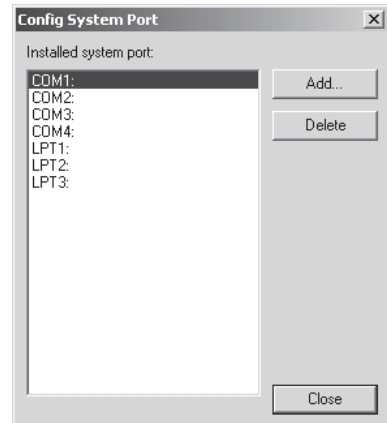 Config System Port
Installed system port:
COM1:
COM2:
COM3:
COM4:
LPT1:
LPT2:
LPT3:
Add...
Delete
Close